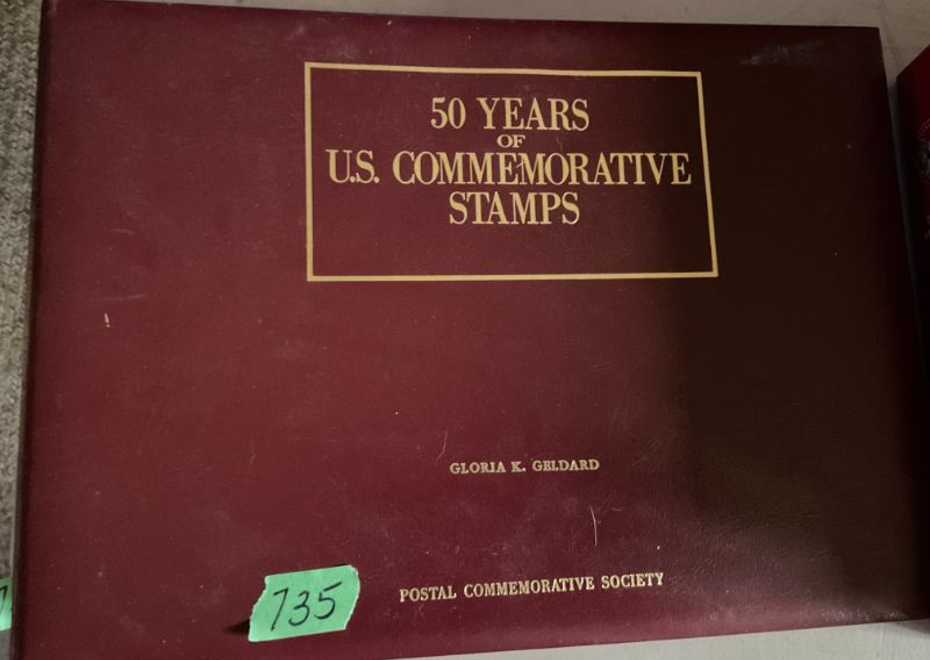 50 YEARS
OF
U.S. COMMEMORATIVE
STAMPS
GLORIA K. GELDARD
POSTAL COMMEMORATIVE SOCIETY
735